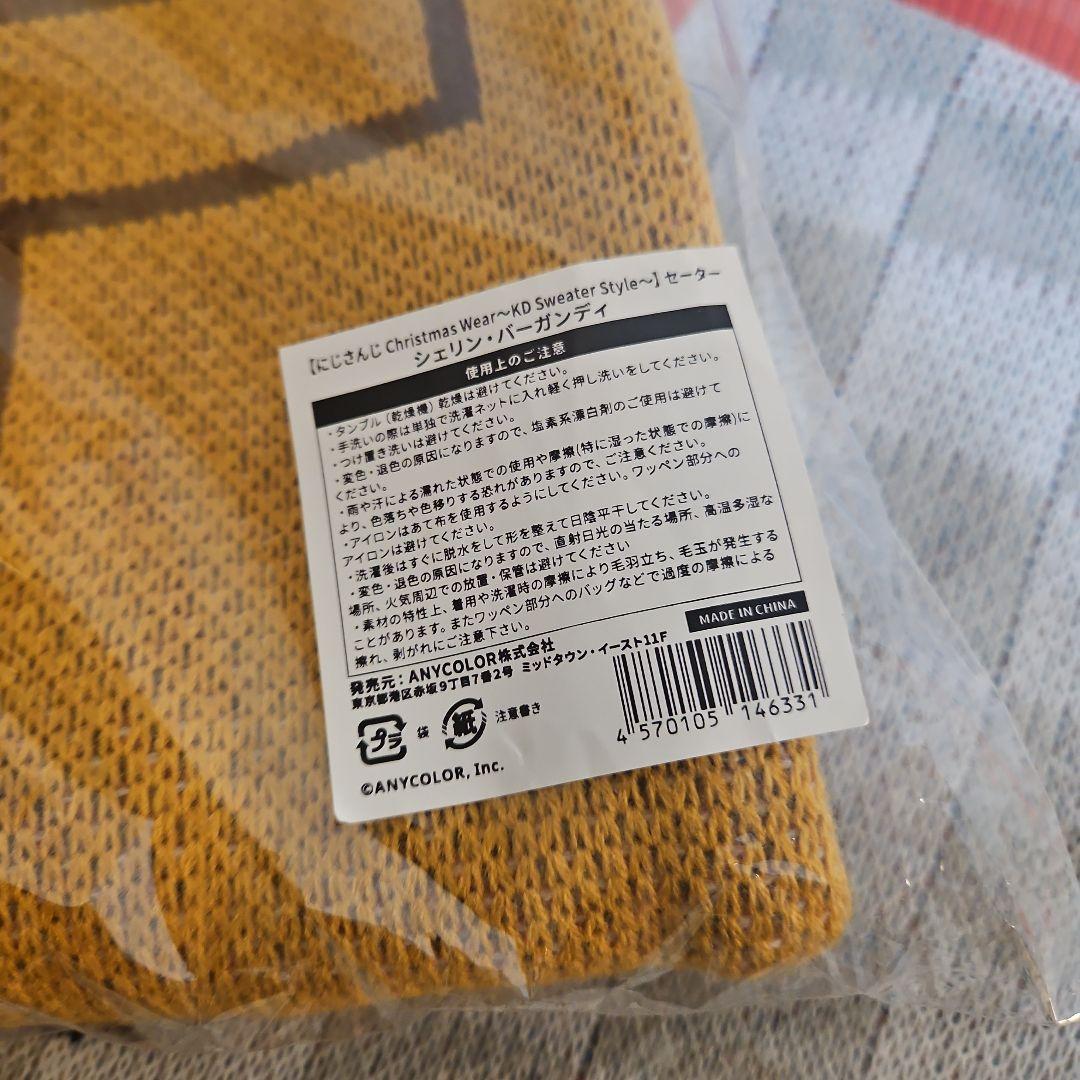 【にじさんじ Christmas Wear～KD Sweater Style～】セーター
シェリン・バーガンディ
使用上のご注意
・タンブル（乾燥機）乾燥は避けてください。
・手洗いの際は単独で洗濯ネットに入れ軽く押し洗いをしてください。
・つけ置き洗いは避けてください。
・変色・退色の原因になりますので、塩素系漂白剤のご使用は避けて
ください。
・雨や汗による濡れた状態での使用や摩擦(特に湿った状態での摩擦)に
より、色落ちや色移りする恐れがありますので、ご注意ください。
・アイロンはあて布を使用するようにしてください。ワッペン部分への
アイロンは避けてください。
・洗濯後はすぐに脱水をして形を整えて日陰平干してください。
・変色・退色の原因になりますので、直射日光の当たる場所、高温多湿な
場所、火気周辺での放置・保管は避けてください
・素材の特性上、着用や洗濯時の摩擦により毛羽立ち、毛玉が発生する
ことがあります。またワッペン部分へのバッグなどで過度の摩擦による
擦れ、剥がれにご注意下さい。
MADE IN CHINA
発売元：ANYCOLOR株式会社
東京都港区赤坂9丁目7番2号 ミッドタウン・イースト11F
プラ 袋 紙 注意書き
4 570105 146331
©ANYCOLOR, Inc.